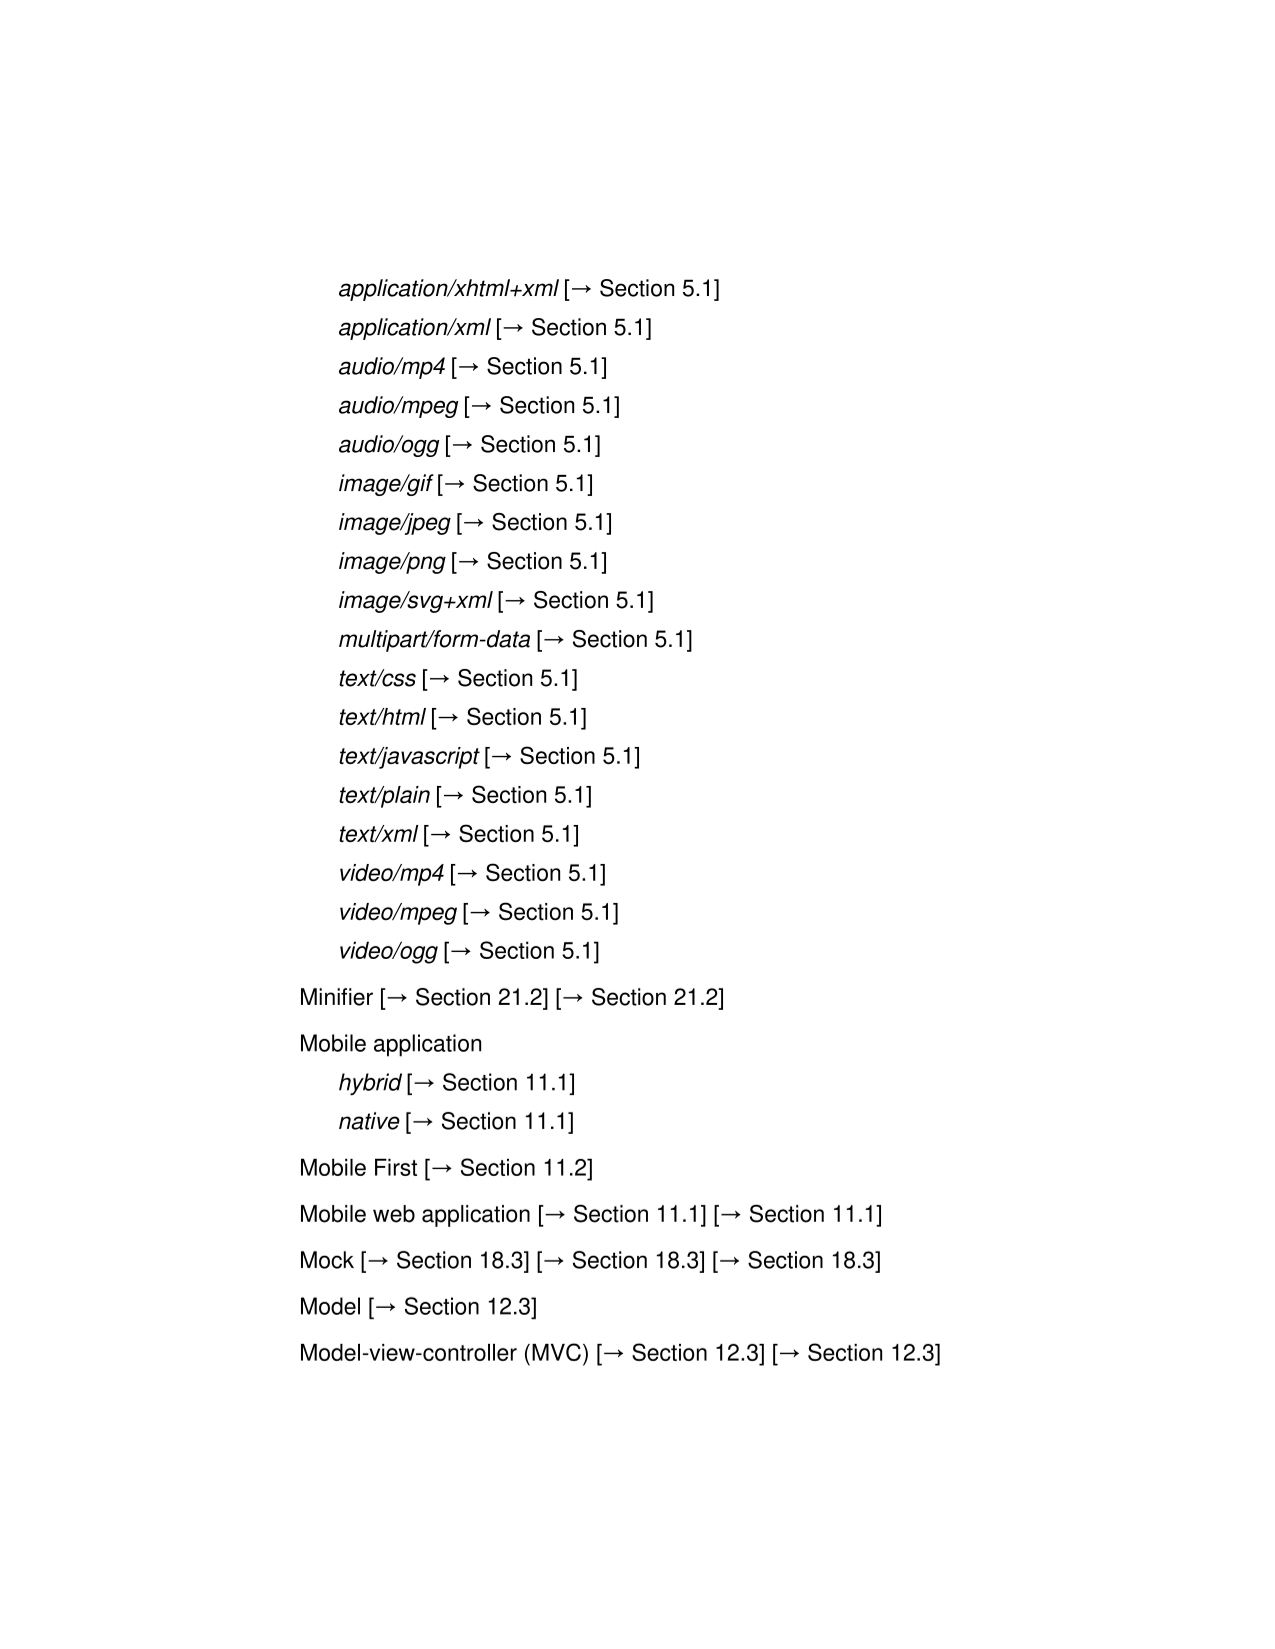 application/xhtml+xml [→ Section 5.1]
application/xml [→ Section 5.1]
audio/mp4 [→ Section 5.1]
audio/mpeg [→ Section 5.1]
audio/ogg [→ Section 5.1]
image/gif [→ Section 5.1]
image/jpeg [→ Section 5.1]
image/png [→ Section 5.1]
image/svg+xml [→ Section 5.1]
multipart/form-data [→ Section 5.1]
text/css [→ Section 5.1]
text/html [→ Section 5.1]
text/javascript [→ Section 5.1]
text/plain [→ Section 5.1]
text/xml [→ Section 5.1]
video/mp4 [→ Section 5.1]
video/mpeg [→ Section 5.1]
video/ogg [→ Section 5.1]
Minifier [→ Section 21.2] [→ Section 21.2]
Mobile application
hybrid [→ Section 11.1]
native [→ Section 11.1]
Mobile First [→ Section 11.2]
Mobile web application [→ Section 11.1] [→ Section 11.1]
Mock [→ Section 18.3] [→ Section 18.3] [→ Section 18.3]
Model [→ Section 12.3]
Model-view-controller (MVC) [→ Section 12.3] [→ Section 12.3]